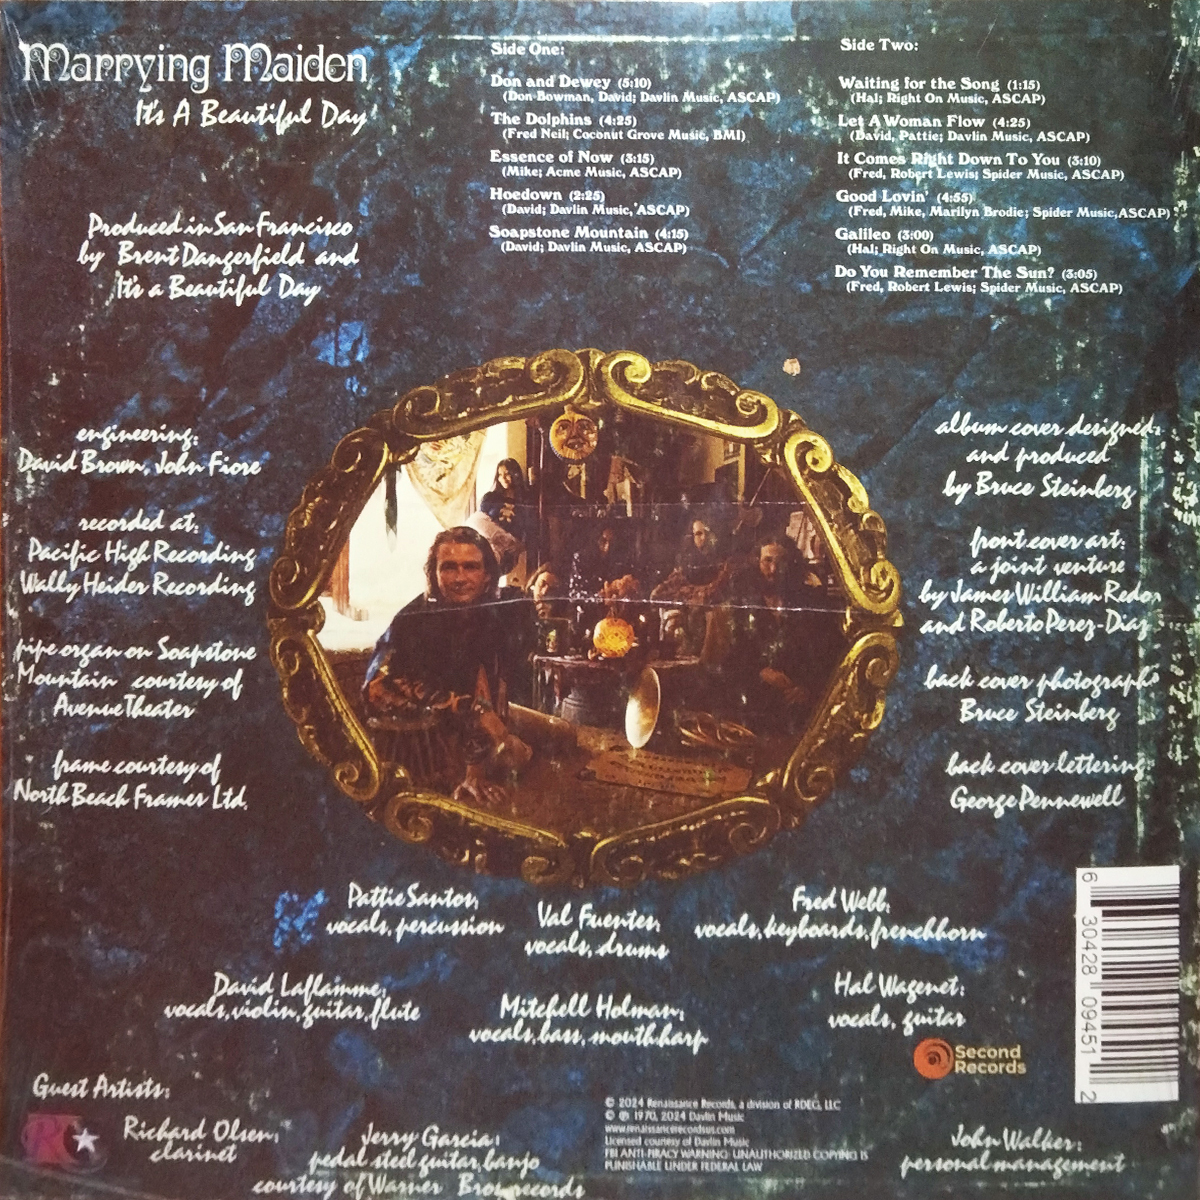 Marrying Maiden
It's A Beautiful Day
Produced in San Francisco
by Brent Dangerfield and
It's a Beautiful Day
Side One:
Don and Dewey (5:10)
(Don-Bowman, David; Davlin Music, ASCAP)
The Dolphins (4:25)
(Fred Neil; Coconut Grove Music, BMI)
Essence of Now (3:15)
(Mike; Acme Music, ASCAP)
Hoedown (2:25)
(David; Davlin Music, ASCAP)
Soapstone Mountain (4:15)
(David; Davlin Music, ASCAP)
Side Two:
Waiting for the Song (1:15)
(Hal; Right On Music, ASCAP)
Let A Woman Flow (4:25)
(David, Pattie; Davlin Music, ASCAP)
It Comes Right Down To You (3:10)
(Fred, Robert Lewis; Spider Music, ASCAP)
Good Lovin' (4:55)
(Fred, Mike, Marilyn Brodie; Spider Music, ASCAP)
Galileo (3:00)
(Hal; Right On Music, ASCAP)
Do You Remember The Sun? (3:05)
(Fred, Robert Lewis; Spider Music, ASCAP)
engineering:
David Brown, John Fiore
recorded at:
Pacific High Recording
Wally Heider Recording
pipe organ on Soapstone
Mountain courtesy of
Avenue Theater
frame courtesy of
North Beach Framer Ltd.
album cover designed
and produced
by Bruce Steinberg
front cover art:
a joint venture
by James William Redo
and Roberto Perez-Diaz
back cover photograph:
Bruce Steinberg
back cover lettering:
George Pennewell
Pattie Santos:
vocals, percussion
Val Fuentes:
vocals, drums
Fred Webb:
vocals, keyboards, french horn
David Laflamme:
vocals, violin, guitar, flute
Mitchell Holman:
vocals, bass, mouth harp
Hal Wagenet:
vocals, guitar
Second
Records
6 30428 09451 2
Guest Artists:
Richard Olsen:
clarinet
Jerry Garcia:
pedal steel guitar, banjo
courtesy of Warner Bros. records
© 2024 Renaissance Records, a division of RDEG, LLC
© ℗ 1970, 2024 Davlin Music
www.renaissancerecordsus.com
Licensed courtesy of Davlin Music
FBI ANTI-PIRACY WARNING: UNAUTHORIZED COPYING IS
PUNISHABLE UNDER FEDERAL LAW
John Walker:
personal management